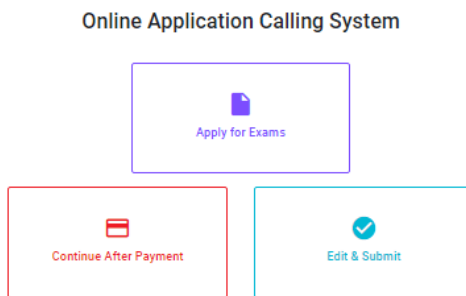 Online Application Calling System
Apply for Exams
Continue After Payment
Edit & Submit